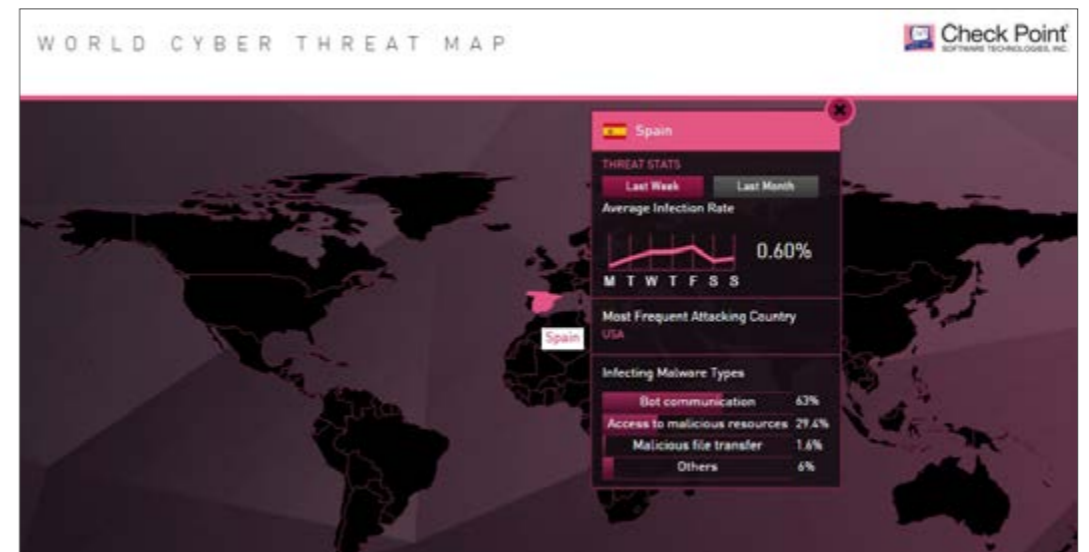 WORLD CYBER THREAT MAP
Check Point
SOFTWARE TECHNOLOGIES, INC.
Spain
THREAT STATS
Last Week Last Month
Average Infection Rate
0.60%
M T W T F S S
Most Frequent Attacking Country
USA
Spain
Infecting Malware Types
Bot communication 63%
Access to malicious resources 29.4%
Malicious file transfer 1.6%
Others 6%